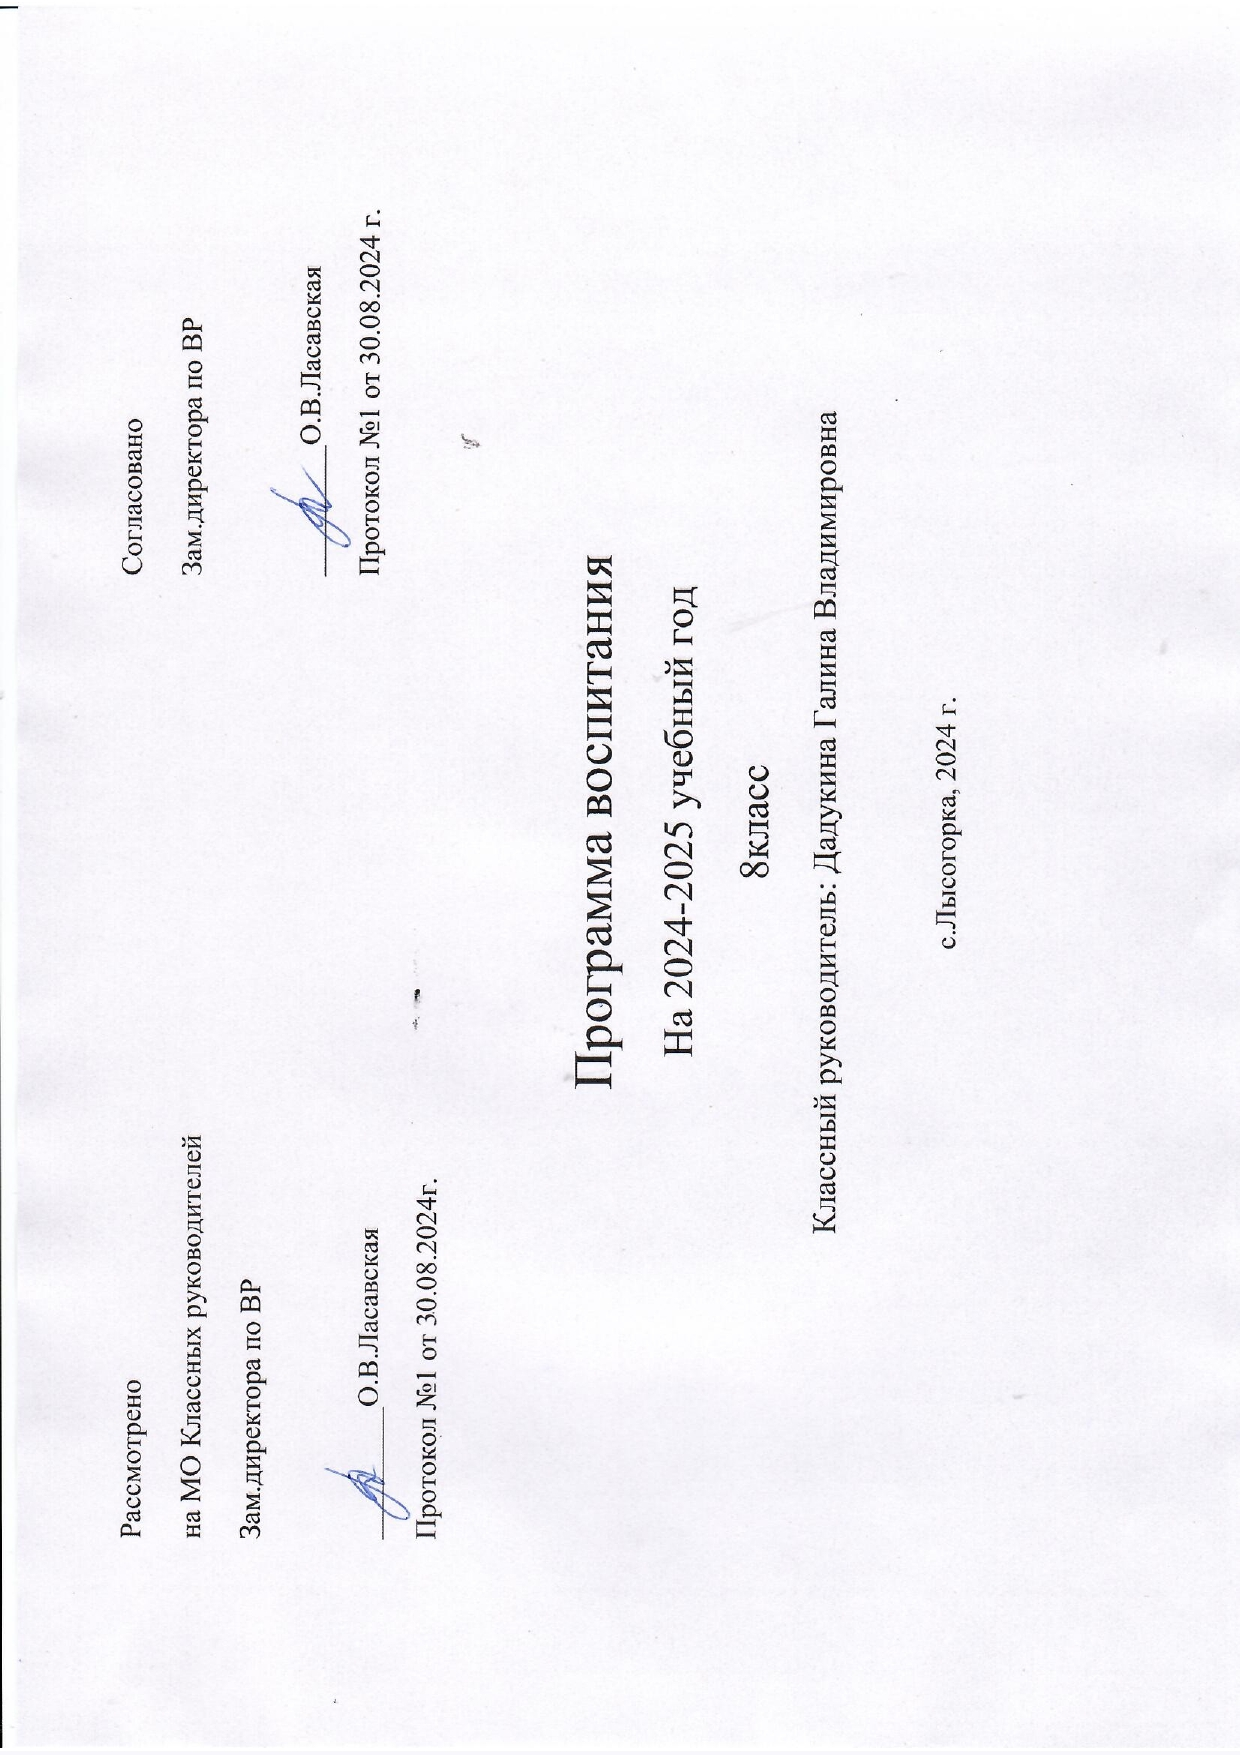 Рассмотрено
на МО Классных руководителей
Зам.директора по ВР
О.В.Ласавская
Протокол №1 от 30.08.2024г.
Согласовано
Зам.директора по ВР
О.В.Ласавская
Протокол №1 от 30.08.2024 г.
Программа воспитания
На 2024-2025 учебный год
8класс
Классный руководитель: Дадукина Галина Владимировна
с.Лысогорка, 2024 г.